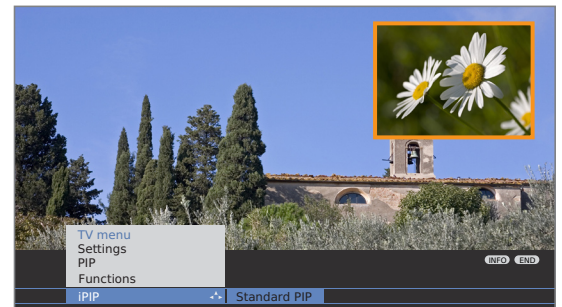 TV menu
Settings
PIP
Functions
iPIP
Standard PIP
INFO END